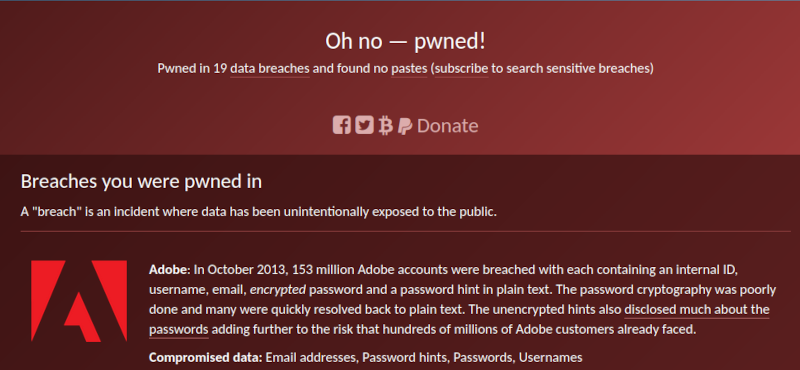 Oh no — pwned!
Pwned in 19 data breaches and found no pastes (subscribe to search sensitive breaches)
Donate
Breaches you were pwned in
A "breach" is an incident where data has been unintentionally exposed to the public.
Adobe: In October 2013, 153 million Adobe accounts were breached with each containing an internal ID,
username, email, encrypted password and a password hint in plain text. The password cryptography was poorly
done and many were quickly resolved back to plain text. The unencrypted hints also disclosed much about the
passwords adding further to the risk that hundreds of millions of Adobe customers already faced.
Compromised data: Email addresses, Password hints, Passwords, Usernames